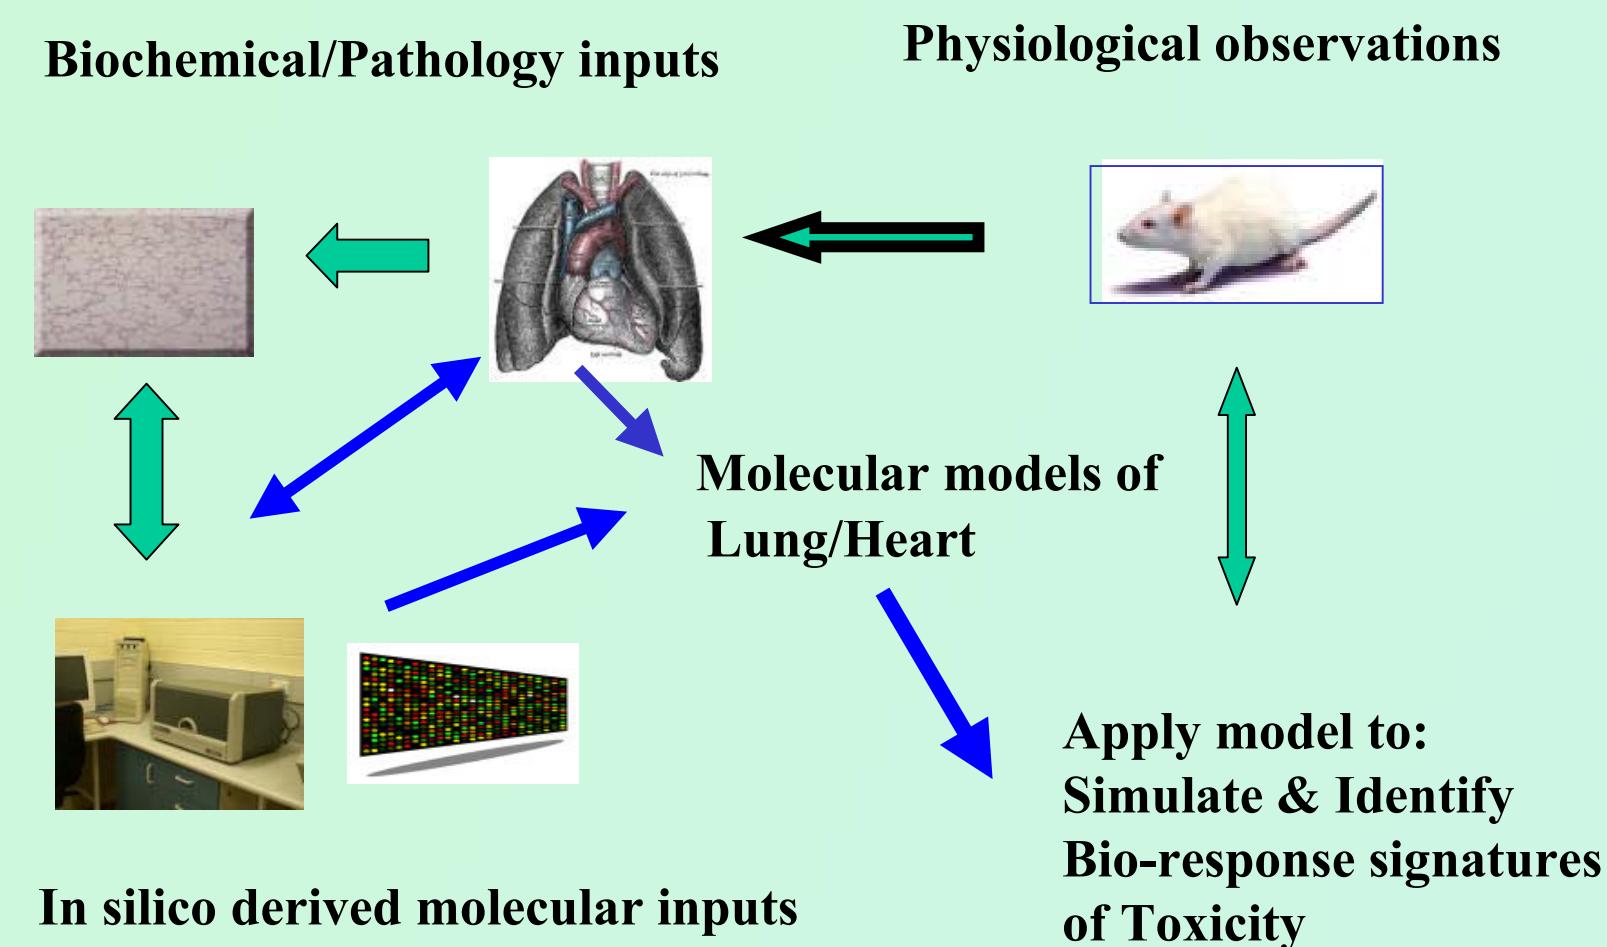 Biochemical/Pathology inputs
Physiological observations
Molecular models of
Lung/Heart
Apply model to:
Simulate & Identify
Bio-response signatures
of Toxicity
In silico derived molecular inputs